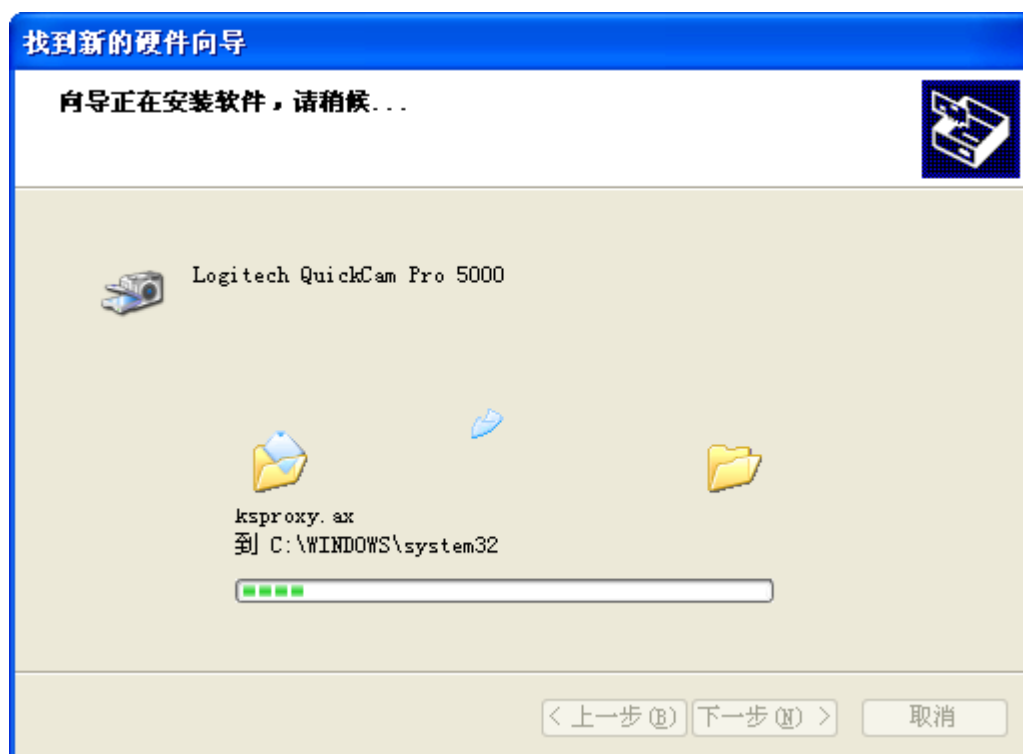 找到新的硬件向导
向导正在安装软件，请稍候...
Logitech QuickCam Pro 5000
ksproxy.ax
到 C:\WINDOWS\system32
< 上一步(B) 下一步(N) > 取消